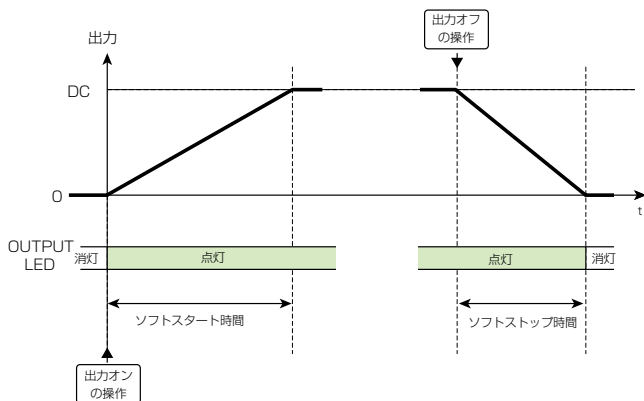 出力オフ
の操作
出力
DC
0
t
OUTPUT
LED
消灯
点灯
点灯
消灯
ソフトスタート時間
ソフトストップ時間
出力オン
の操作